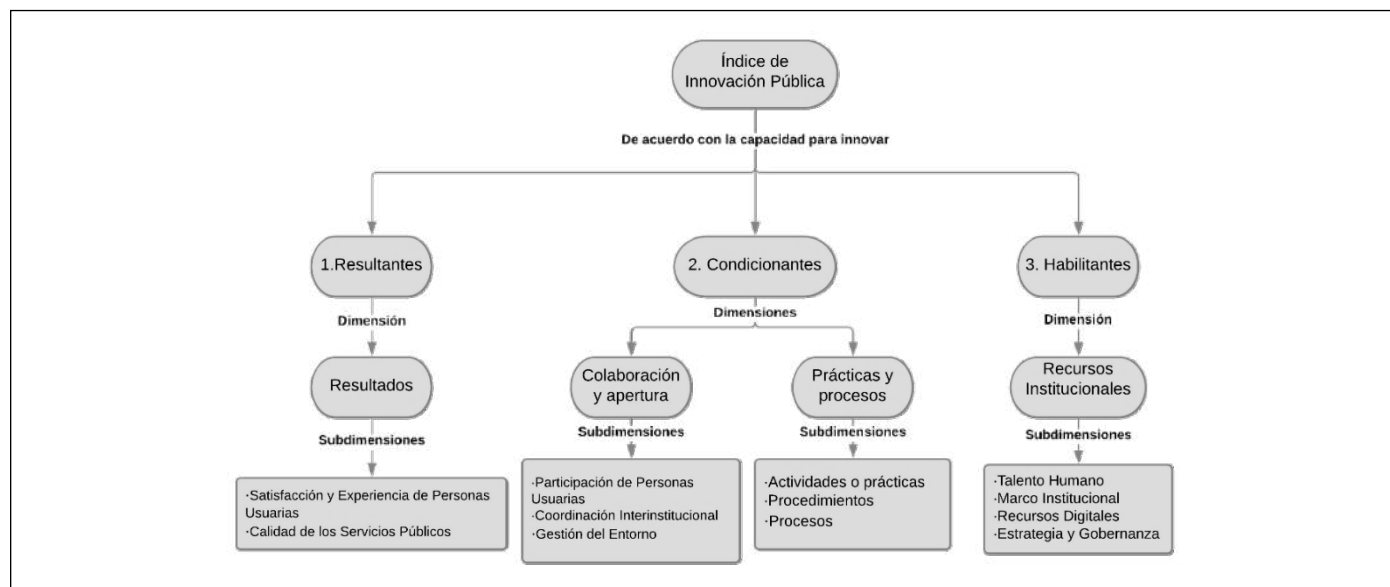 Índice de
Innovación Pública
De acuerdo con la capacidad para innovar
1.Resultantes
2. Condicionantes
3. Habilitantes
Dimensión
Dimensiones
Dimensión
Resultados
Colaboración
y apertura
Prácticas y
procesos
Recursos
Institucionales
Subdimensiones
Subdimensiones
Subdimensiones
Subdimensiones
·Satisfacción y Experiencia de Personas
Usuarias
·Calidad de los Servicios Públicos
·Participación de Personas
Usuarias
·Coordinación Interinstitucional
·Gestión del Entorno
·Actividades o prácticas
·Procedimientos
·Procesos
·Talento Humano
·Marco Institucional
·Recursos Digitales
·Estrategia y Gobernanza